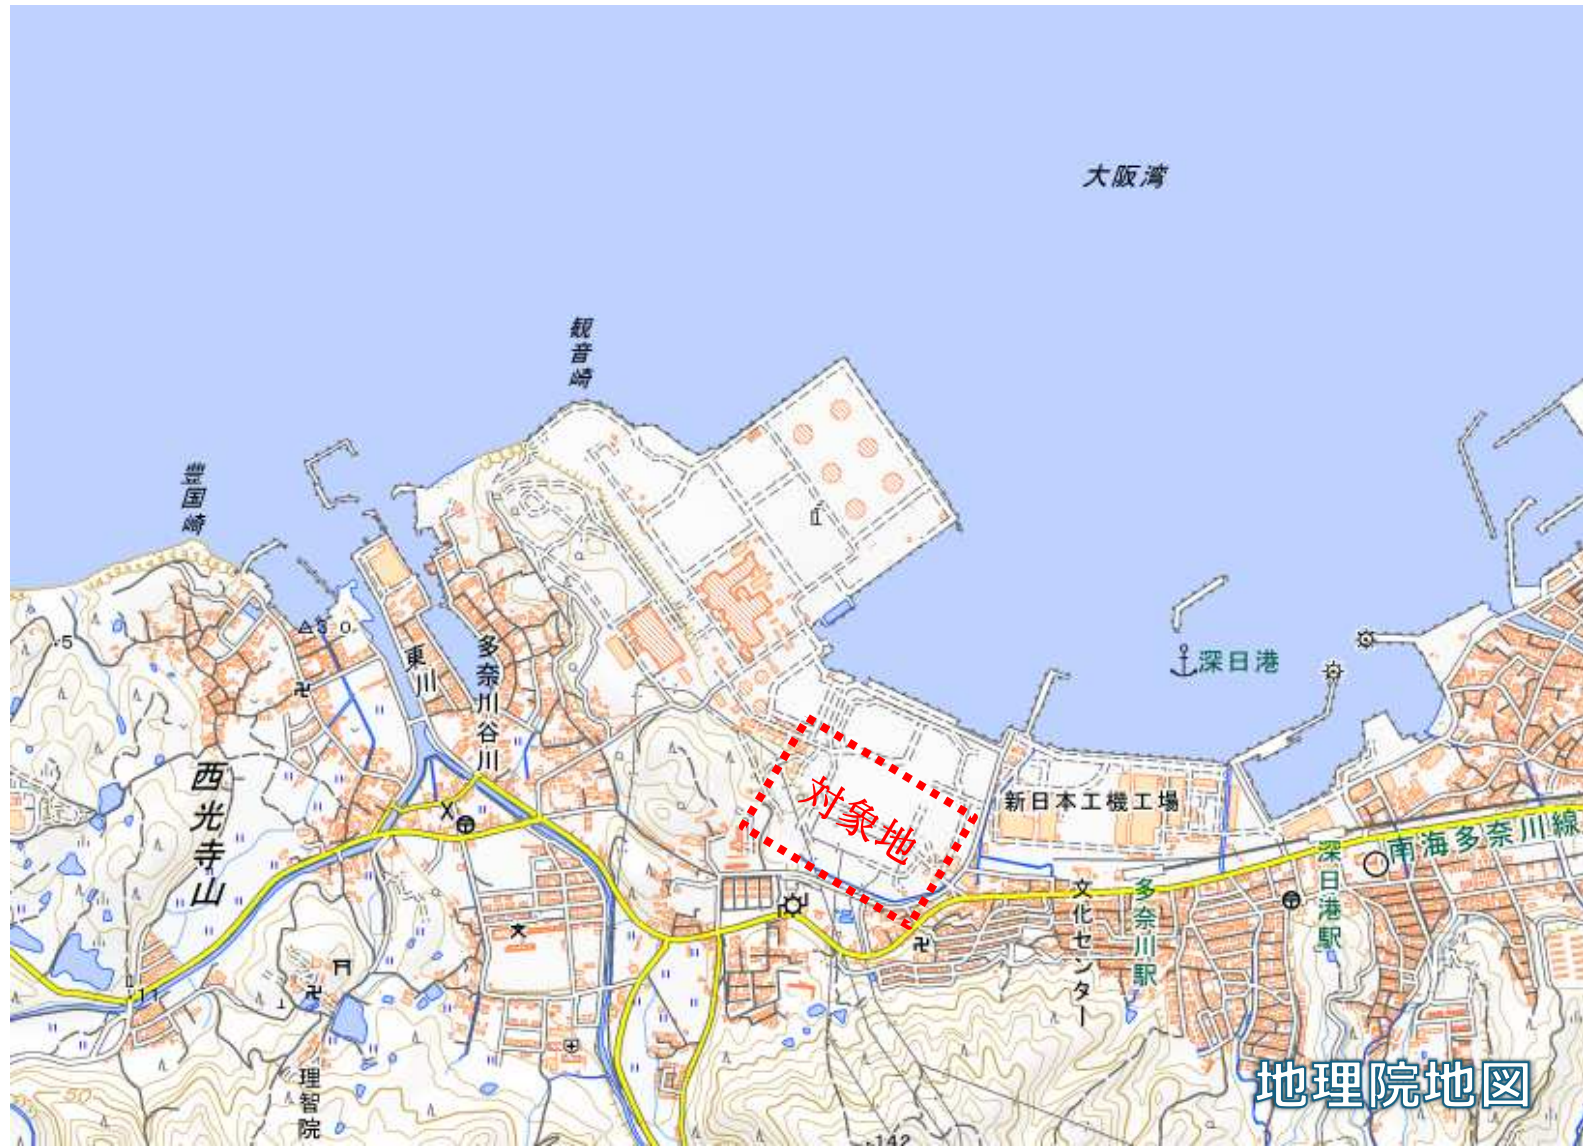 大阪湾
観音崎
豊国崎
深日港
東川
多奈川谷川
西光寺山
対象地
新日本工機工場
南海多奈川線
深日港駅
多奈川駅
文化センター
理智院
地理院地図
11
50
142